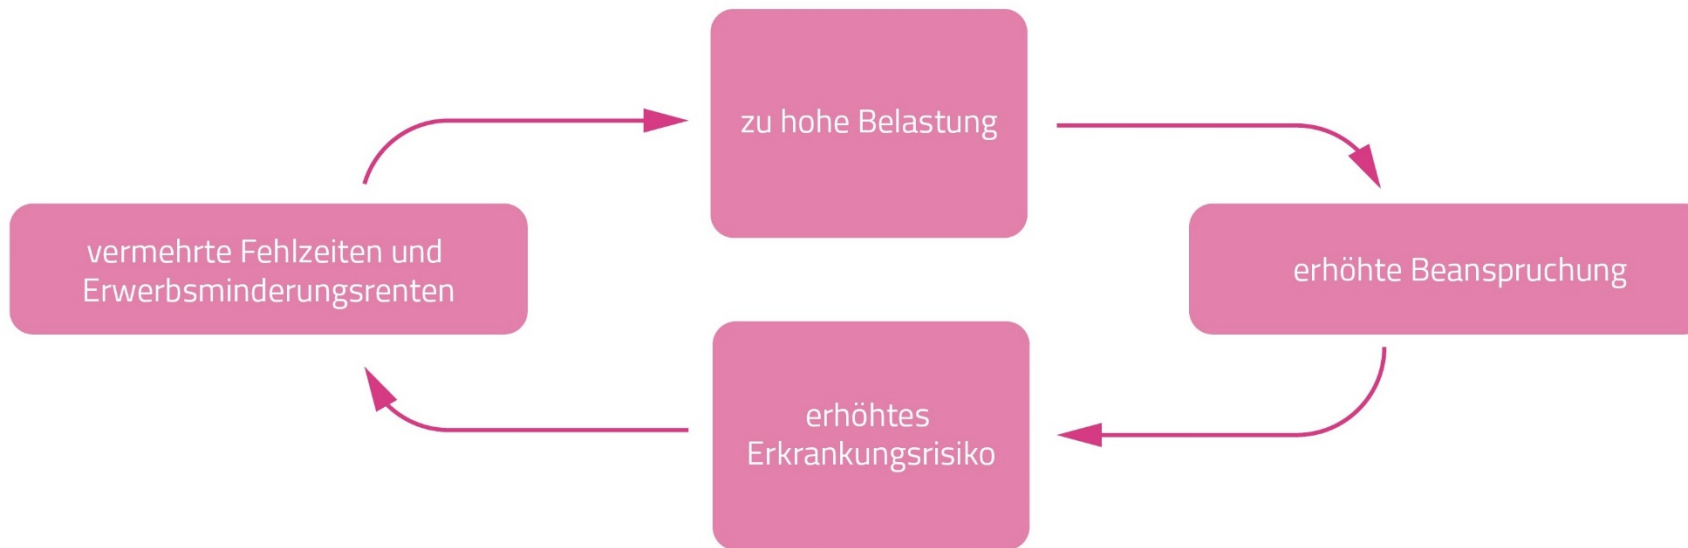 zu hohe Belastung
erhöhte Beanspruchung
erhöhtes
Erkrankungsrisiko
vermehrte Fehlzeiten und
Erwerbsminderungsrenten